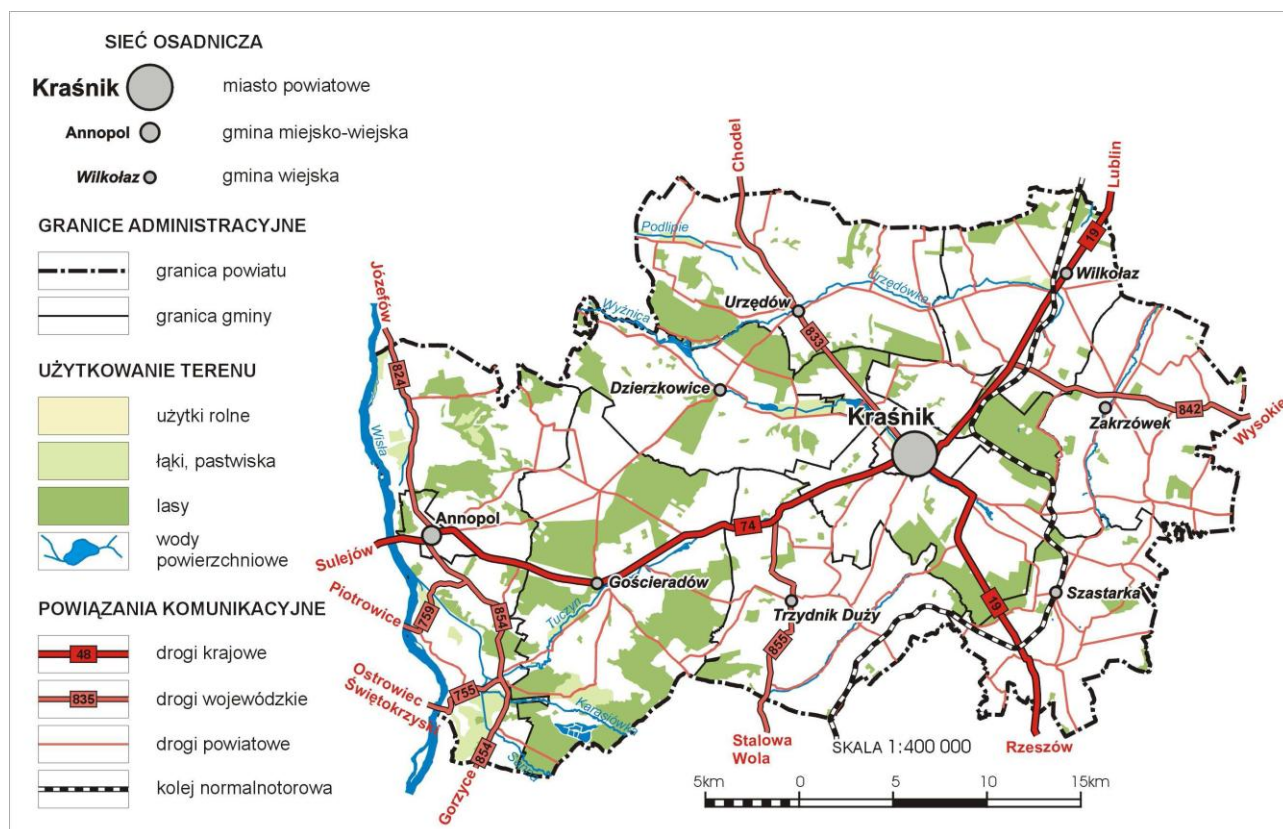 SIEĆ OSADNICZA
Kraśnik
miasto powiatowe
Annopol
gmina miejsko-wiejska
Wilkołaz
gmina wiejska
GRANICE ADMINISTRACYJNE
granica powiatu
granica gminy
UŻYTKOWANIE TERENU
użytki rolne
łąki, pastwiska
lasy
wody
powierzchniowe
POWIĄZANIA KOMUNIKACYJNE
48
drogi krajowe
835
drogi wojewódzkie
drogi powiatowe
kolej normalnotorowa
Chodel
Lublin
Podlipie
19
Wilkołaz
Józefów
Urzędówka
Wyżnica
Urzędów
833
824
Dzierzkowice
842
Zakrzówek
Wysokie
Kraśnik
Wisła
Annopol
74
Sulejów
Gościeradów
Piotrowice
759
854
Tuczyn
Trzydnik Duży
19
Szastarka
855
Ostrowiec
Świętokrzyski
755
Karasiówka
854
Gorzyce
Stalowa
Wola
SKALA 1:400 000
Rzeszów
5km
0
5
10
15km